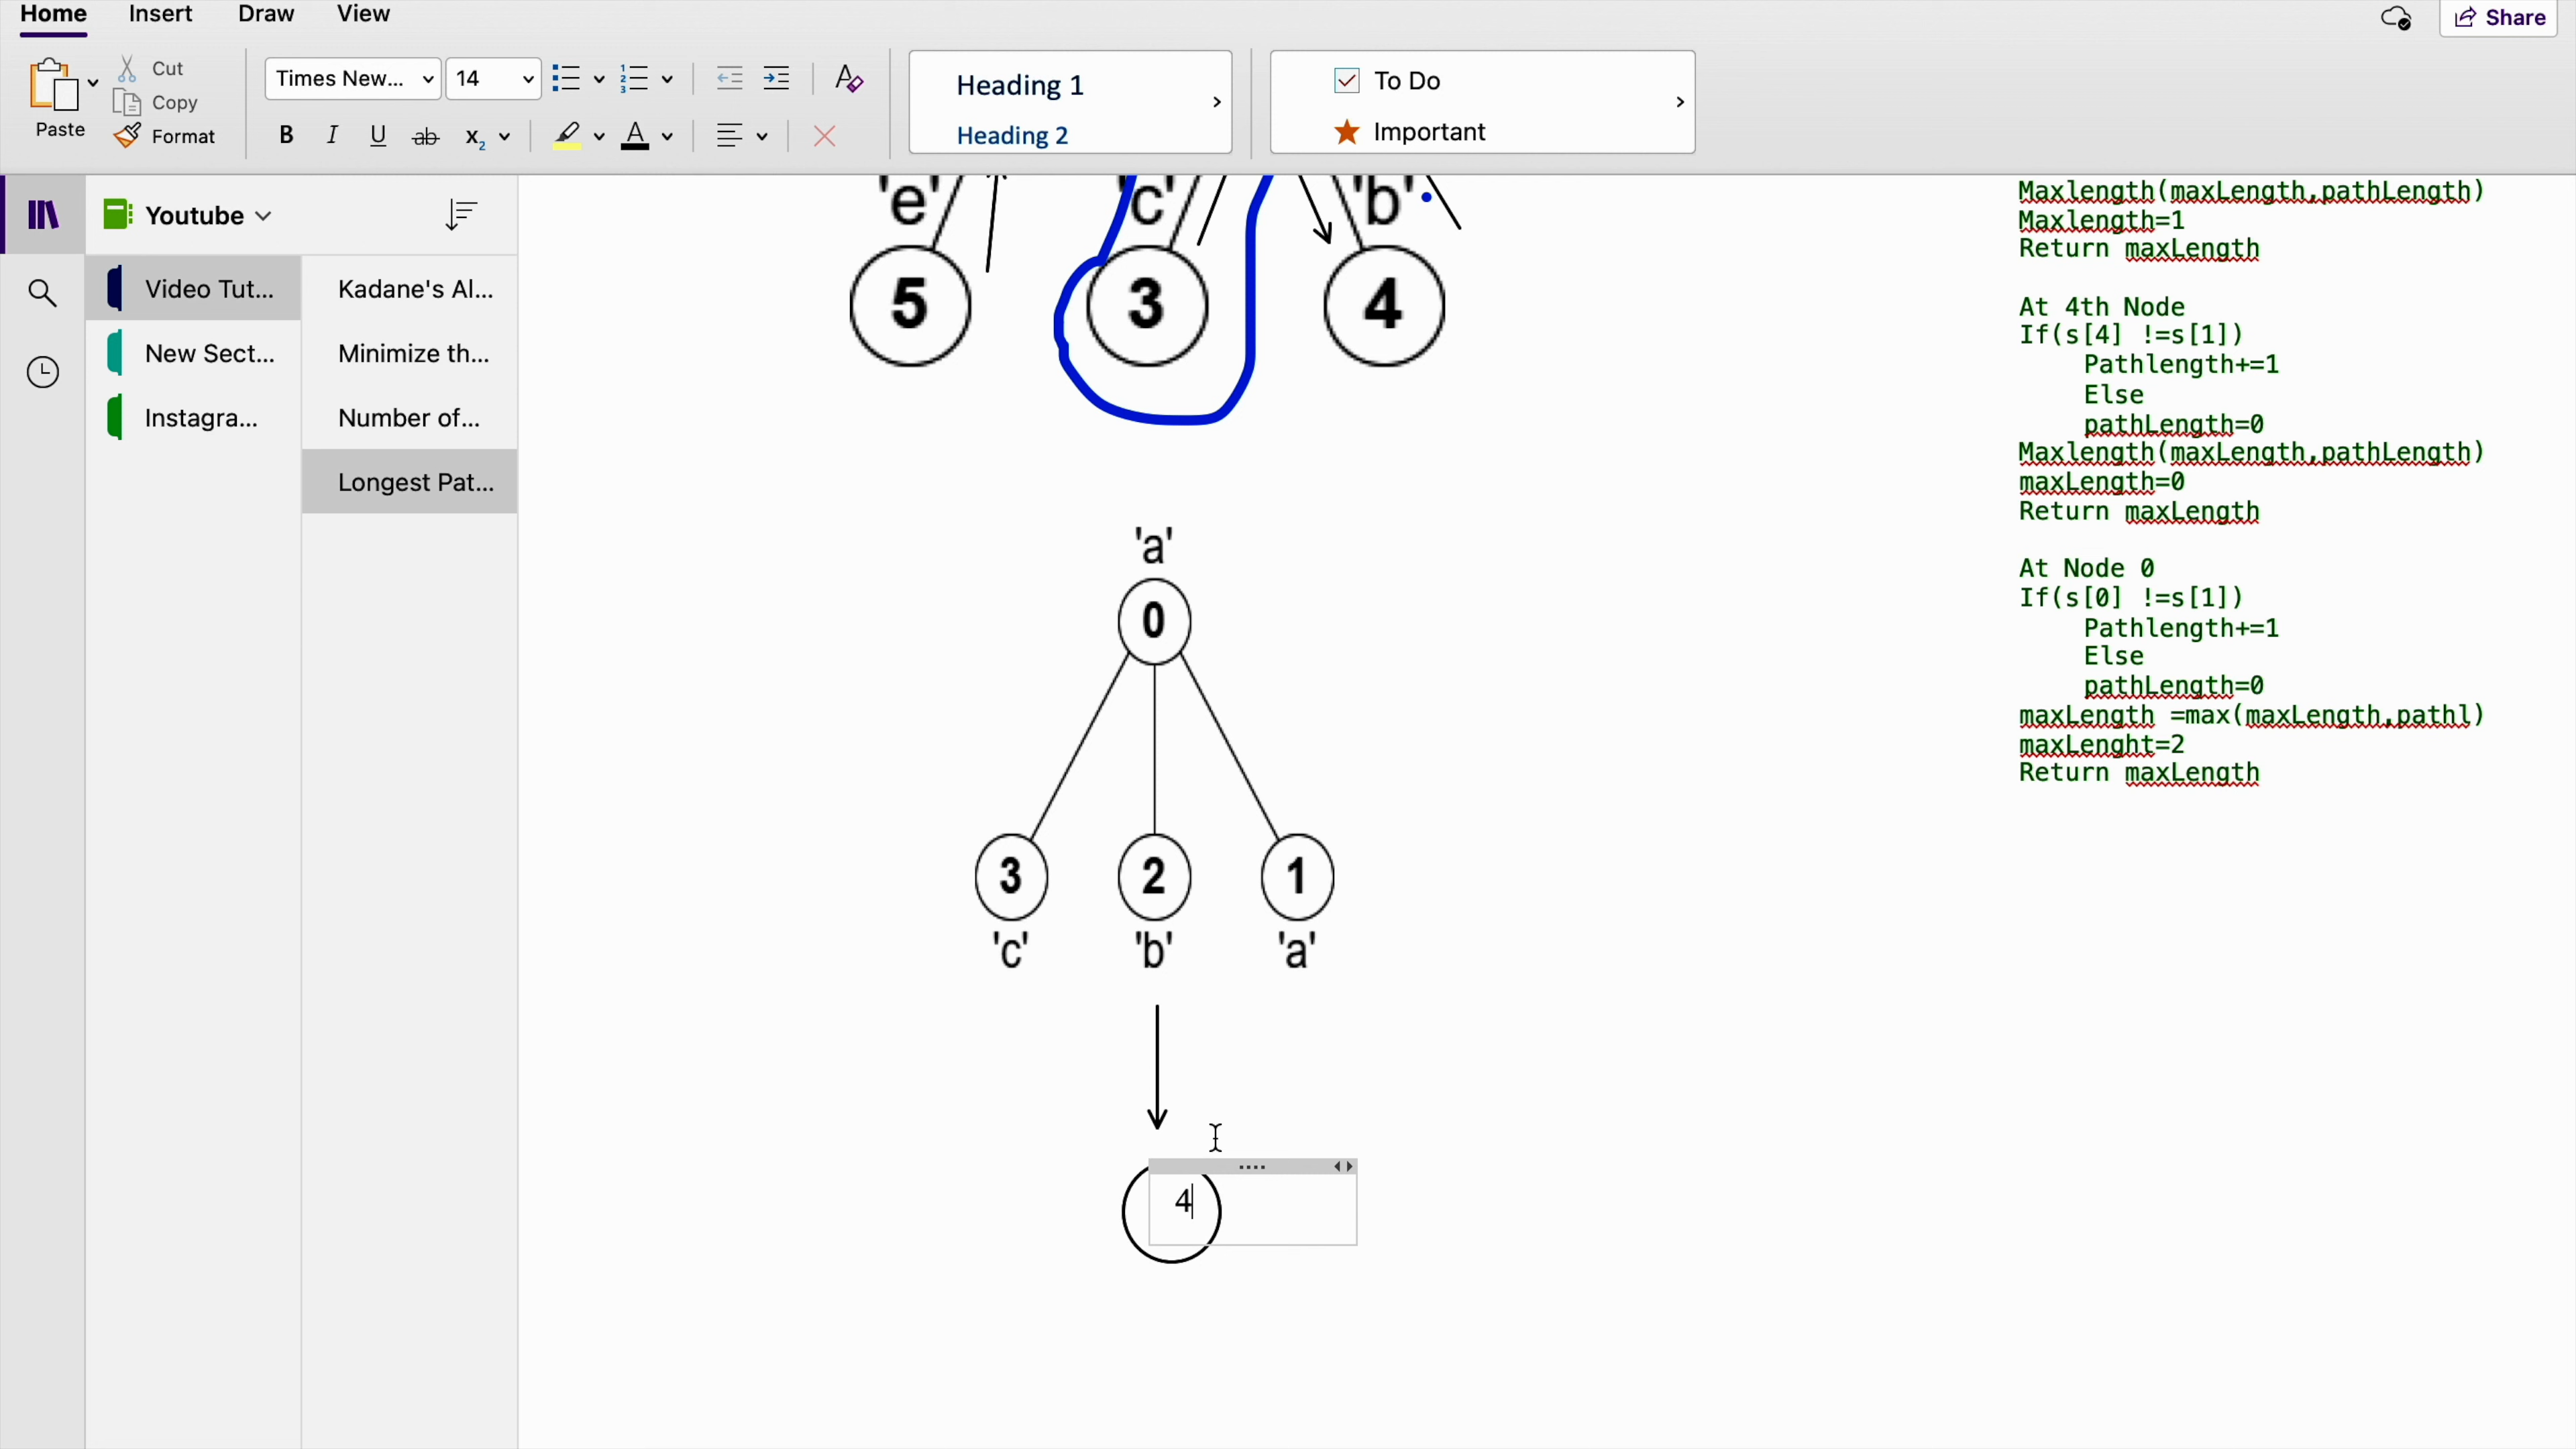 Home Insert Draw View
Share
Paste
Cut
Copy
Format
Times New...
14
B I U ab x2
A
Heading 1
Heading 2
To Do
Important
Youtube
Video Tut...
New Sect...
Instagra...
Kadane's Al...
Minimize th...
Number of...
Longest Pat...
'e' 'c' 'b'
5 3 4
'a'
0
3 2 1
'c' 'b' 'a'
4
Maxlength(maxLength,pathLength)
Maxlength=1
Return maxLength
At 4th Node
If(s[4] !=s[1])
Pathlength+=1
Else
pathLength=0
Maxlength(maxLength,pathLength)
maxLength=0
Return maxLength
At Node 0
If(s[0] !=s[1])
Pathlength+=1
Else
pathLength=0
maxLength =max(maxLength,pathl)
maxLenght=2
Return maxLength